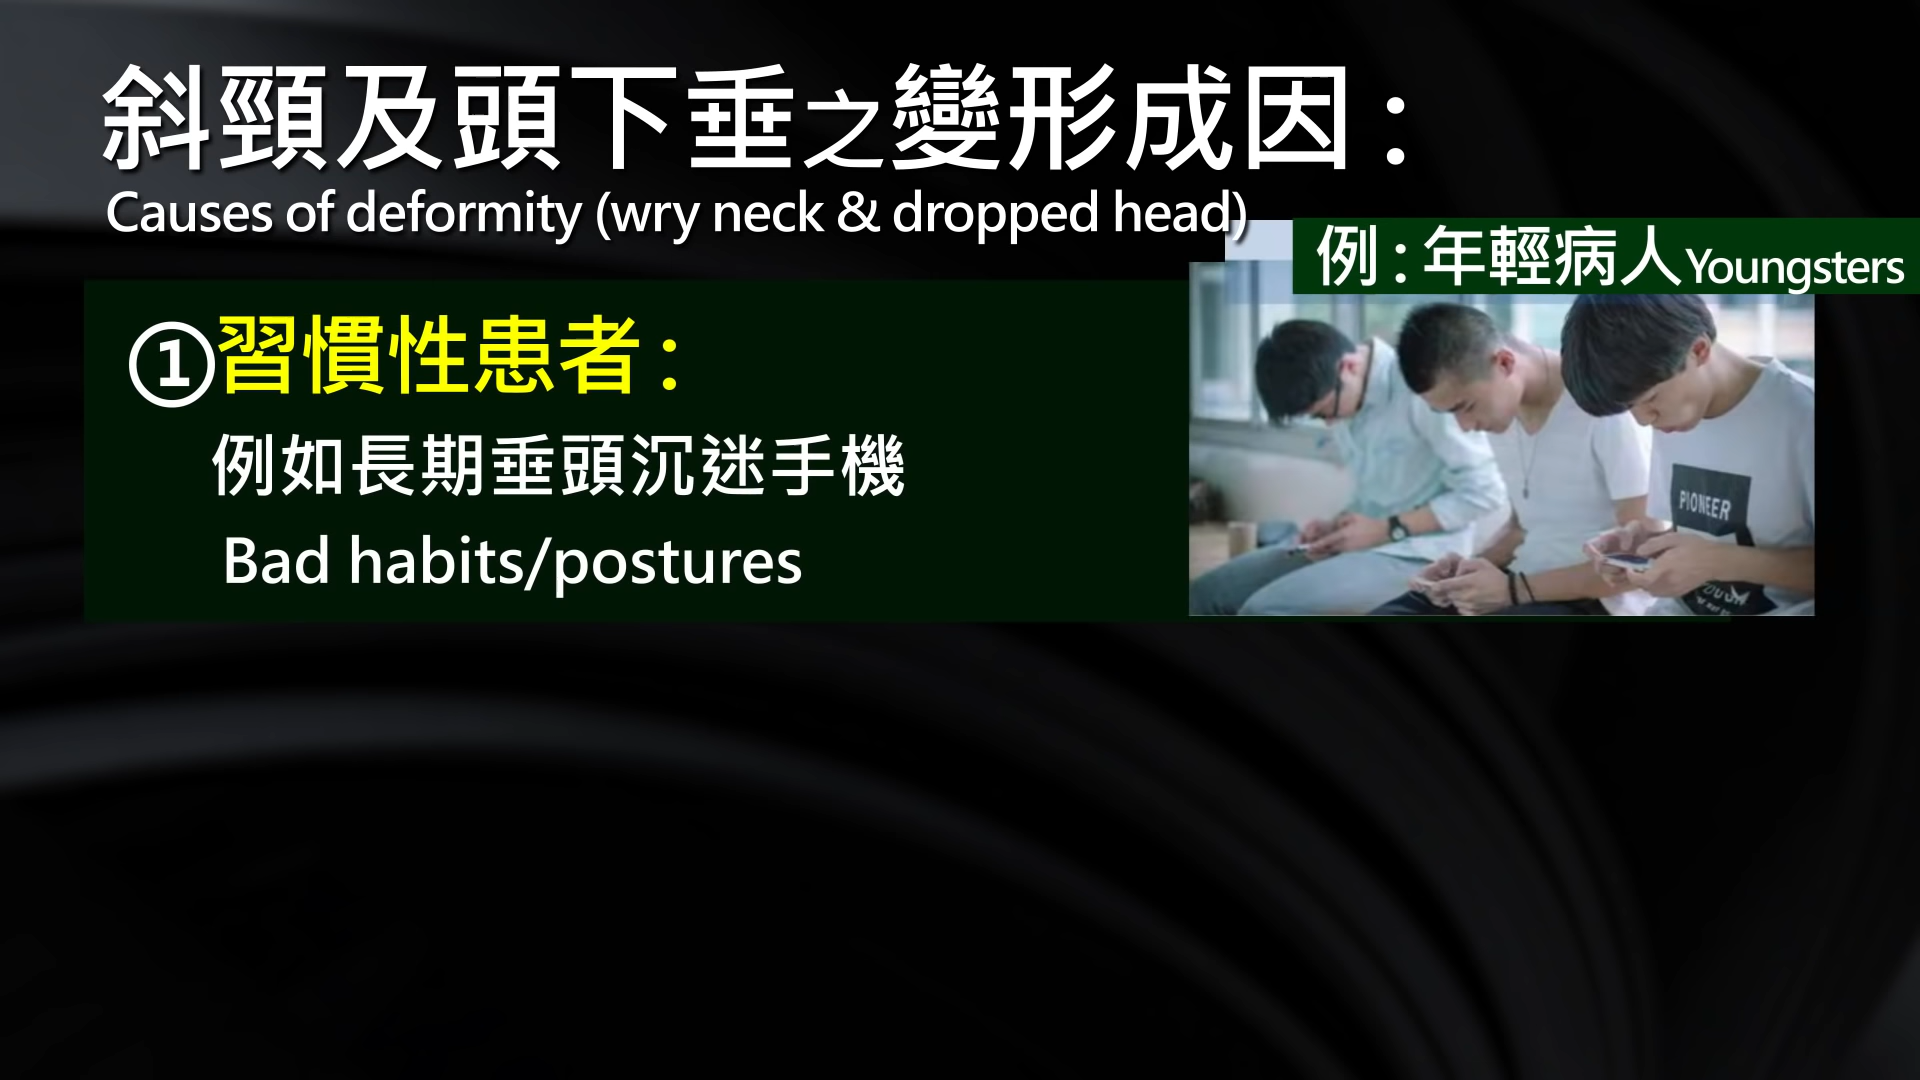 斜頸及頭下垂之變形成因：
Causes of deformity (wry neck & dropped head)
例：年輕病人Youngsters
①習慣性患者：
例如長期垂頭沉迷手機
Bad habits/postures
PIONEER